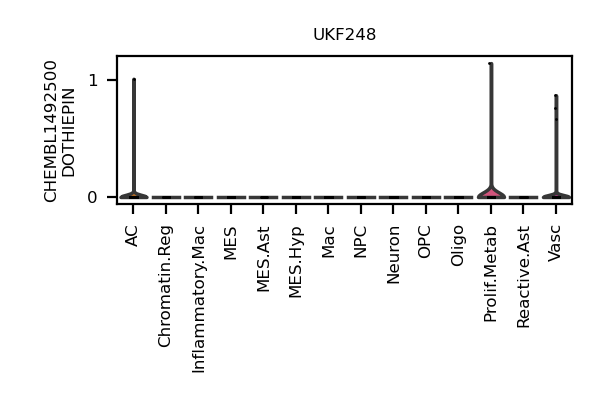 UKF248
CHEMBL1492500
DOTHIEPIN
1
0
AC
Chromatin.Reg
Inflammatory.Mac
MES
MES.Ast
MES.Hyp
Mac
NPC
Neuron
OPC
Oligo
Prolif.Metab
Reactive.Ast
Vasc